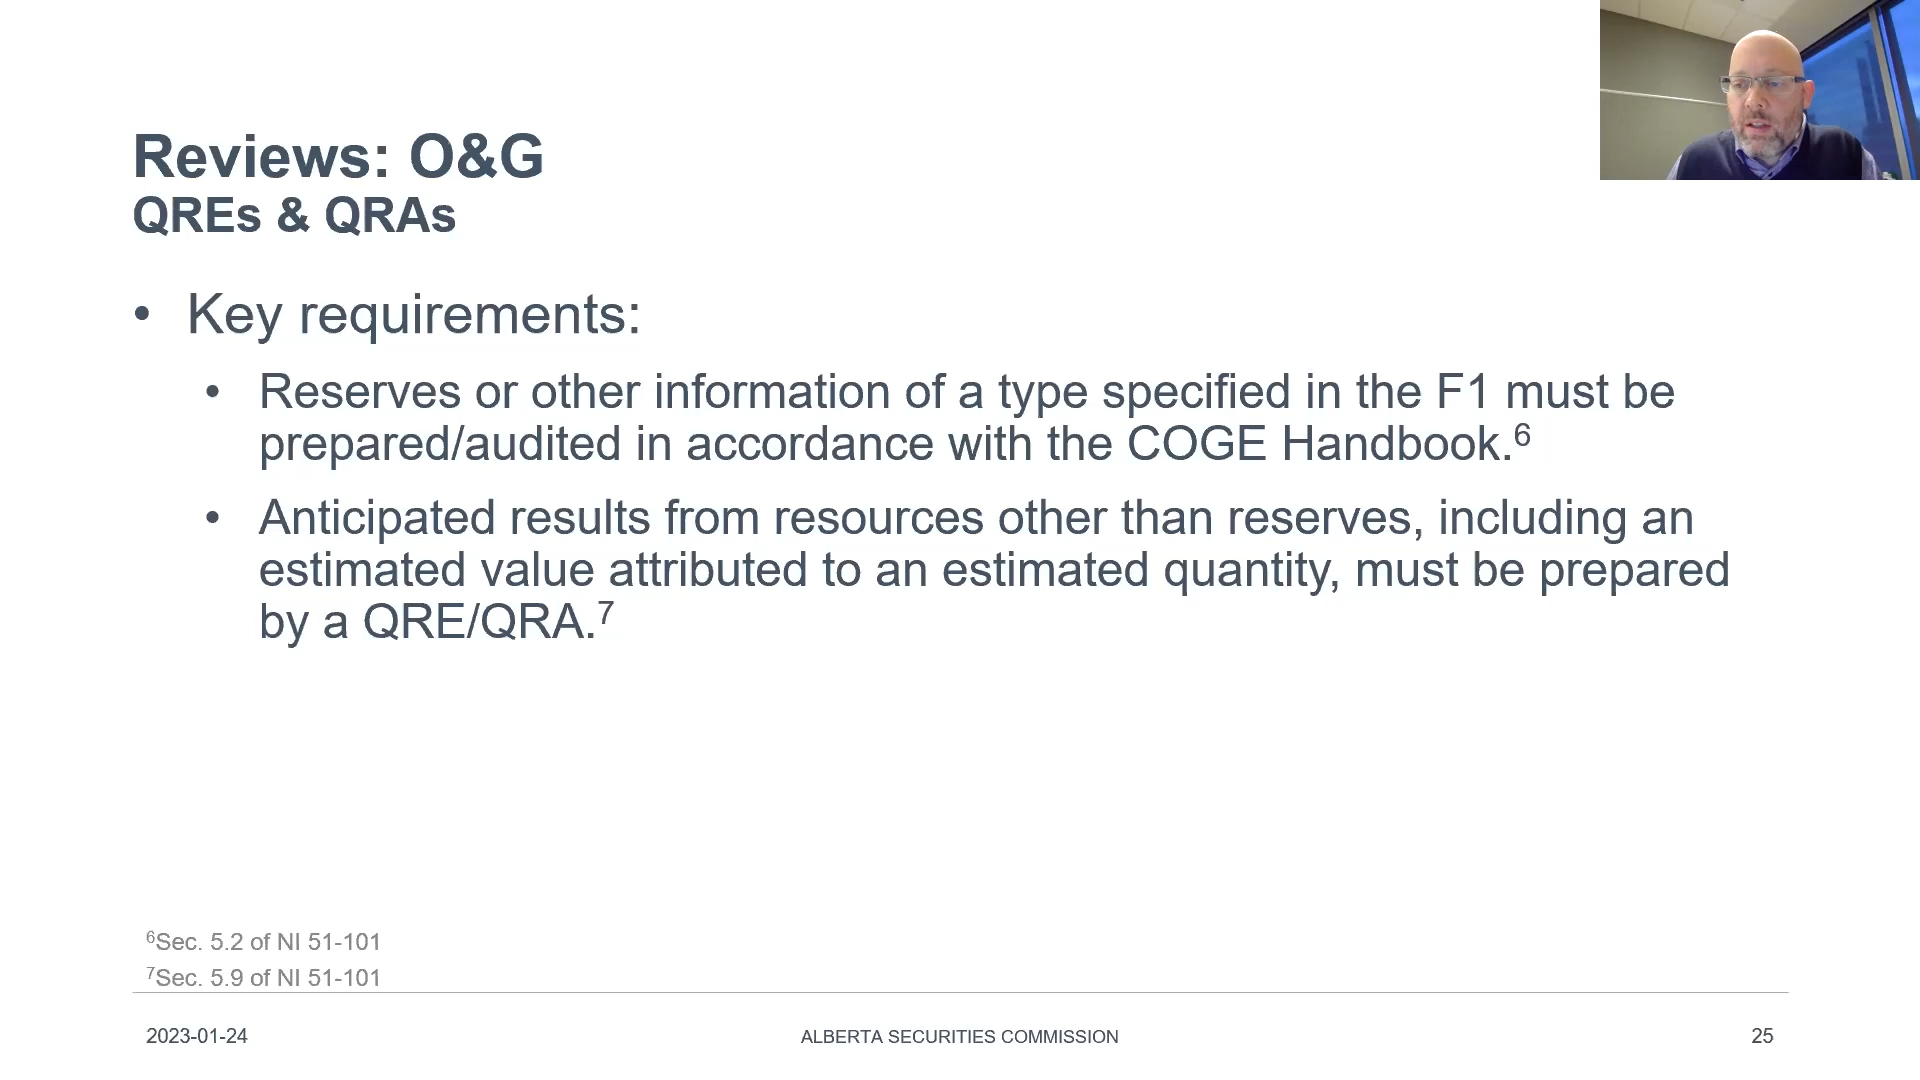 Reviews: O&G
QREs & QRAs
• Key requirements:
• Reserves or other information of a type specified in the F1 must be
prepared/audited in accordance with the COGE Handbook.⁶
• Anticipated results from resources other than reserves, including an
estimated value attributed to an estimated quantity, must be prepared
by a QRE/QRA.⁷
⁶Sec. 5.2 of NI 51-101
⁷Sec. 5.9 of NI 51-101
2023-01-24
ALBERTA SECURITIES COMMISSION
25